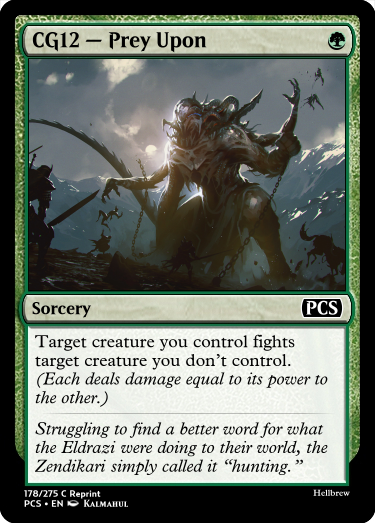 CG12 — Prey Upon
Sorcery
PCS
Target creature you control fights
target creature you don't control.
(Each deals damage equal to its power to
the other.)
Struggling to find a better word for what
the Eldrazi were doing to their world, the
Zendikari simply called it “hunting.”
178/275 C Reprint
Hellbrew
PCS • EN Kalmahul